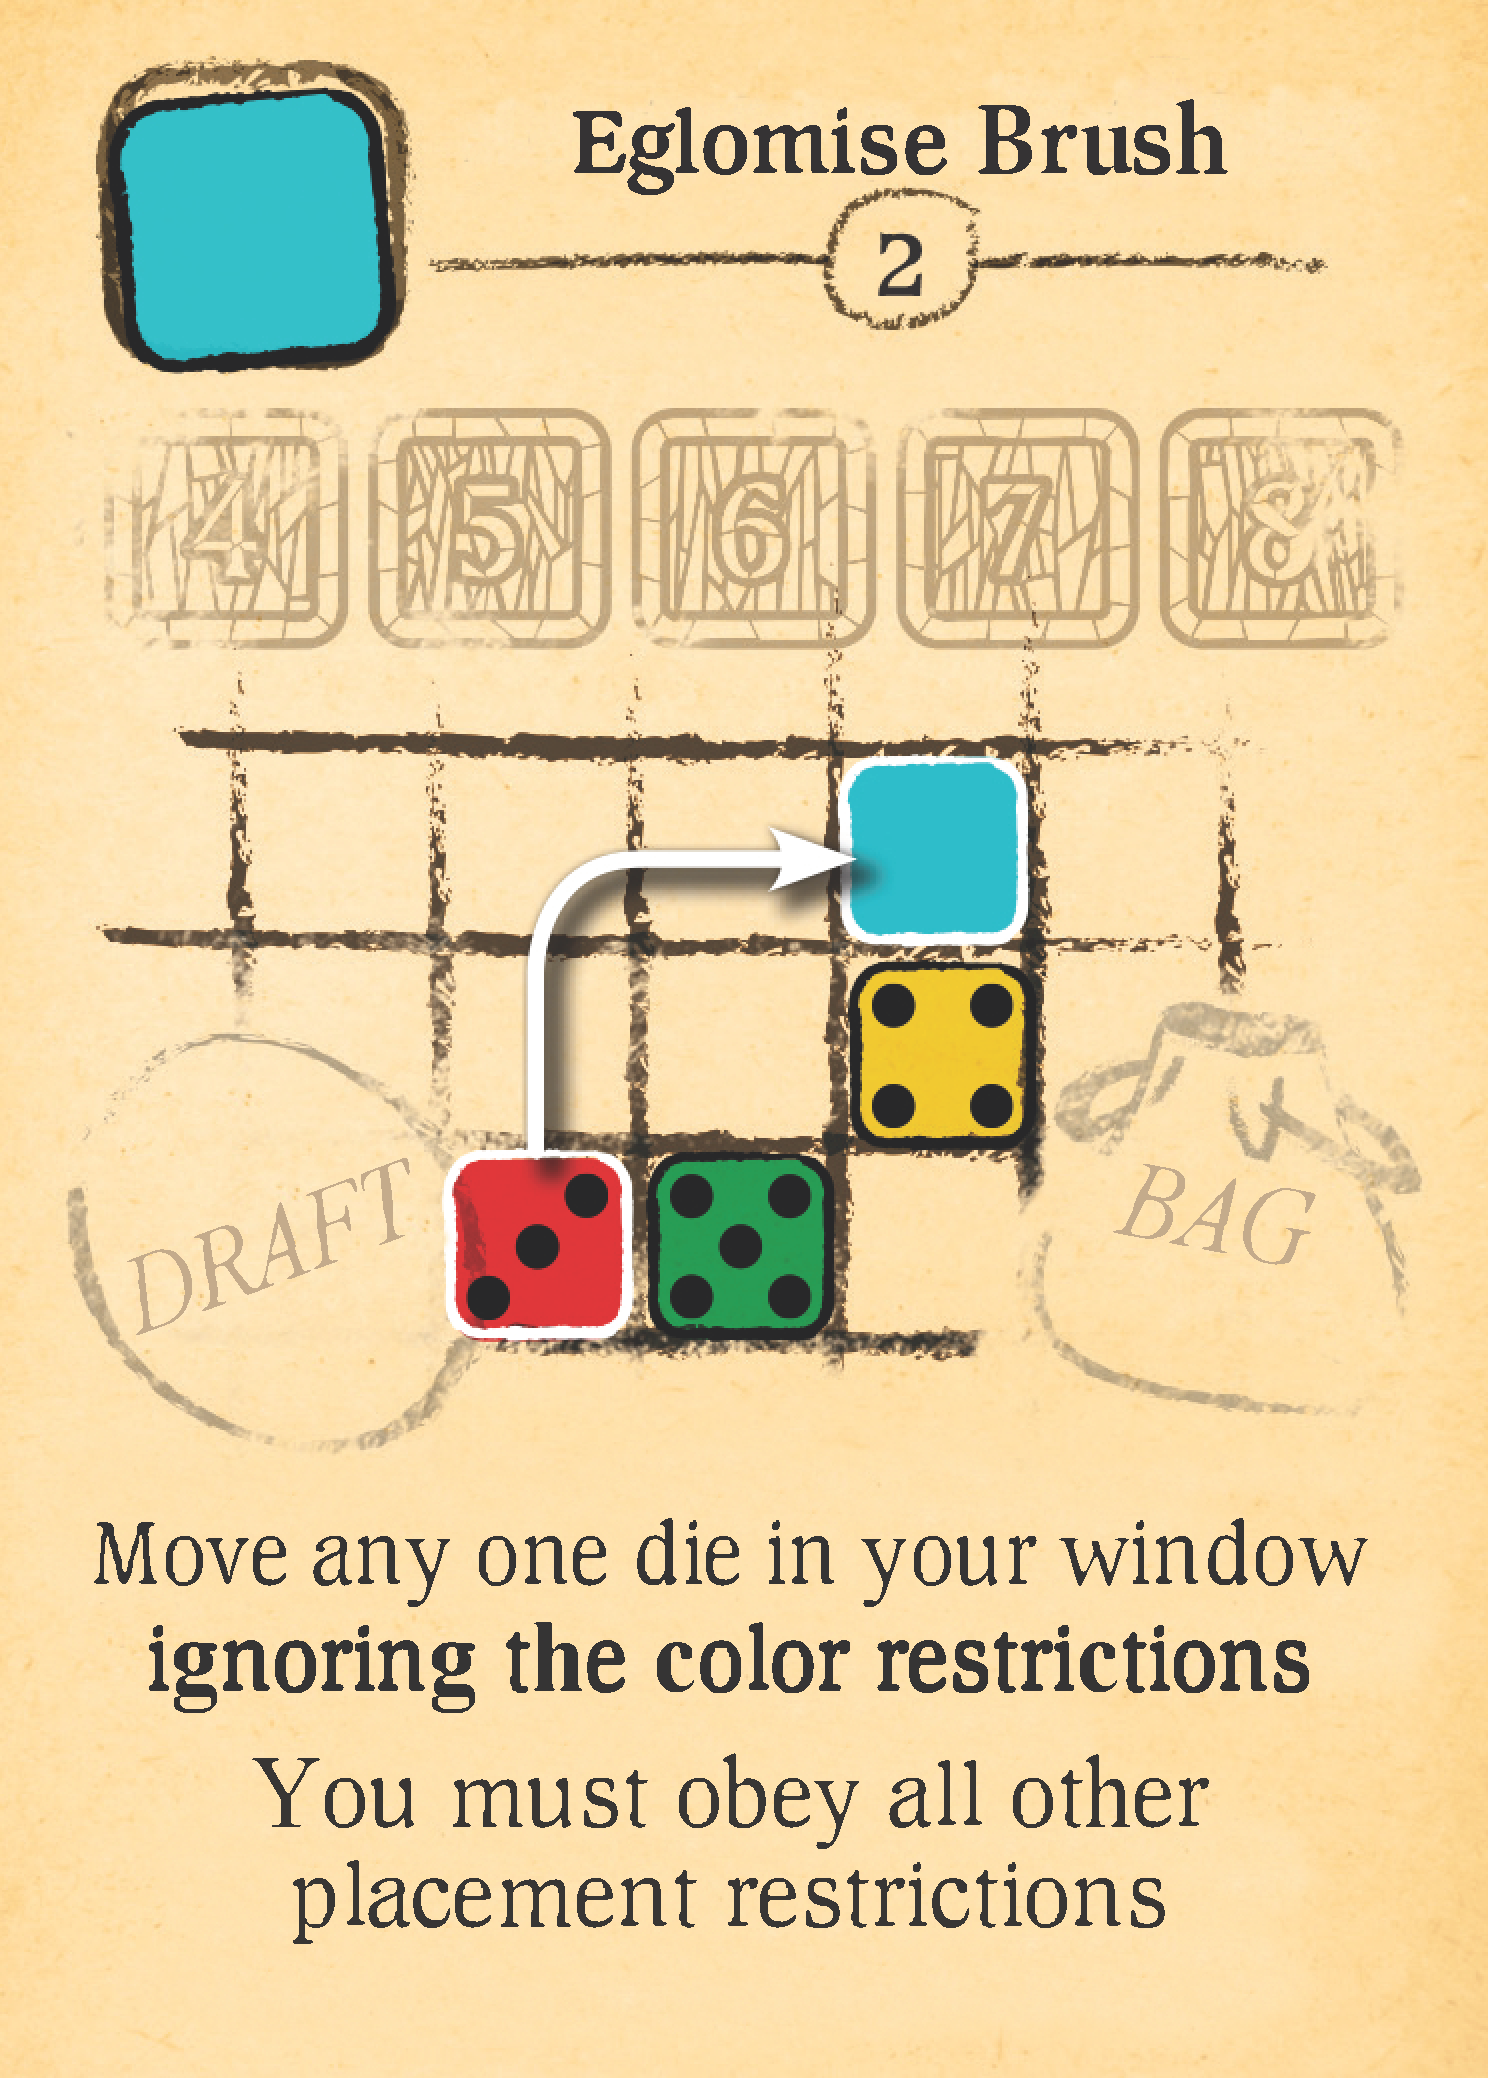 Eglomise Brush
2
4 5 6 7 8
DRAFT
BAG
Move any one die in your window
ignoring the color restrictions
You must obey all other
placement restrictions